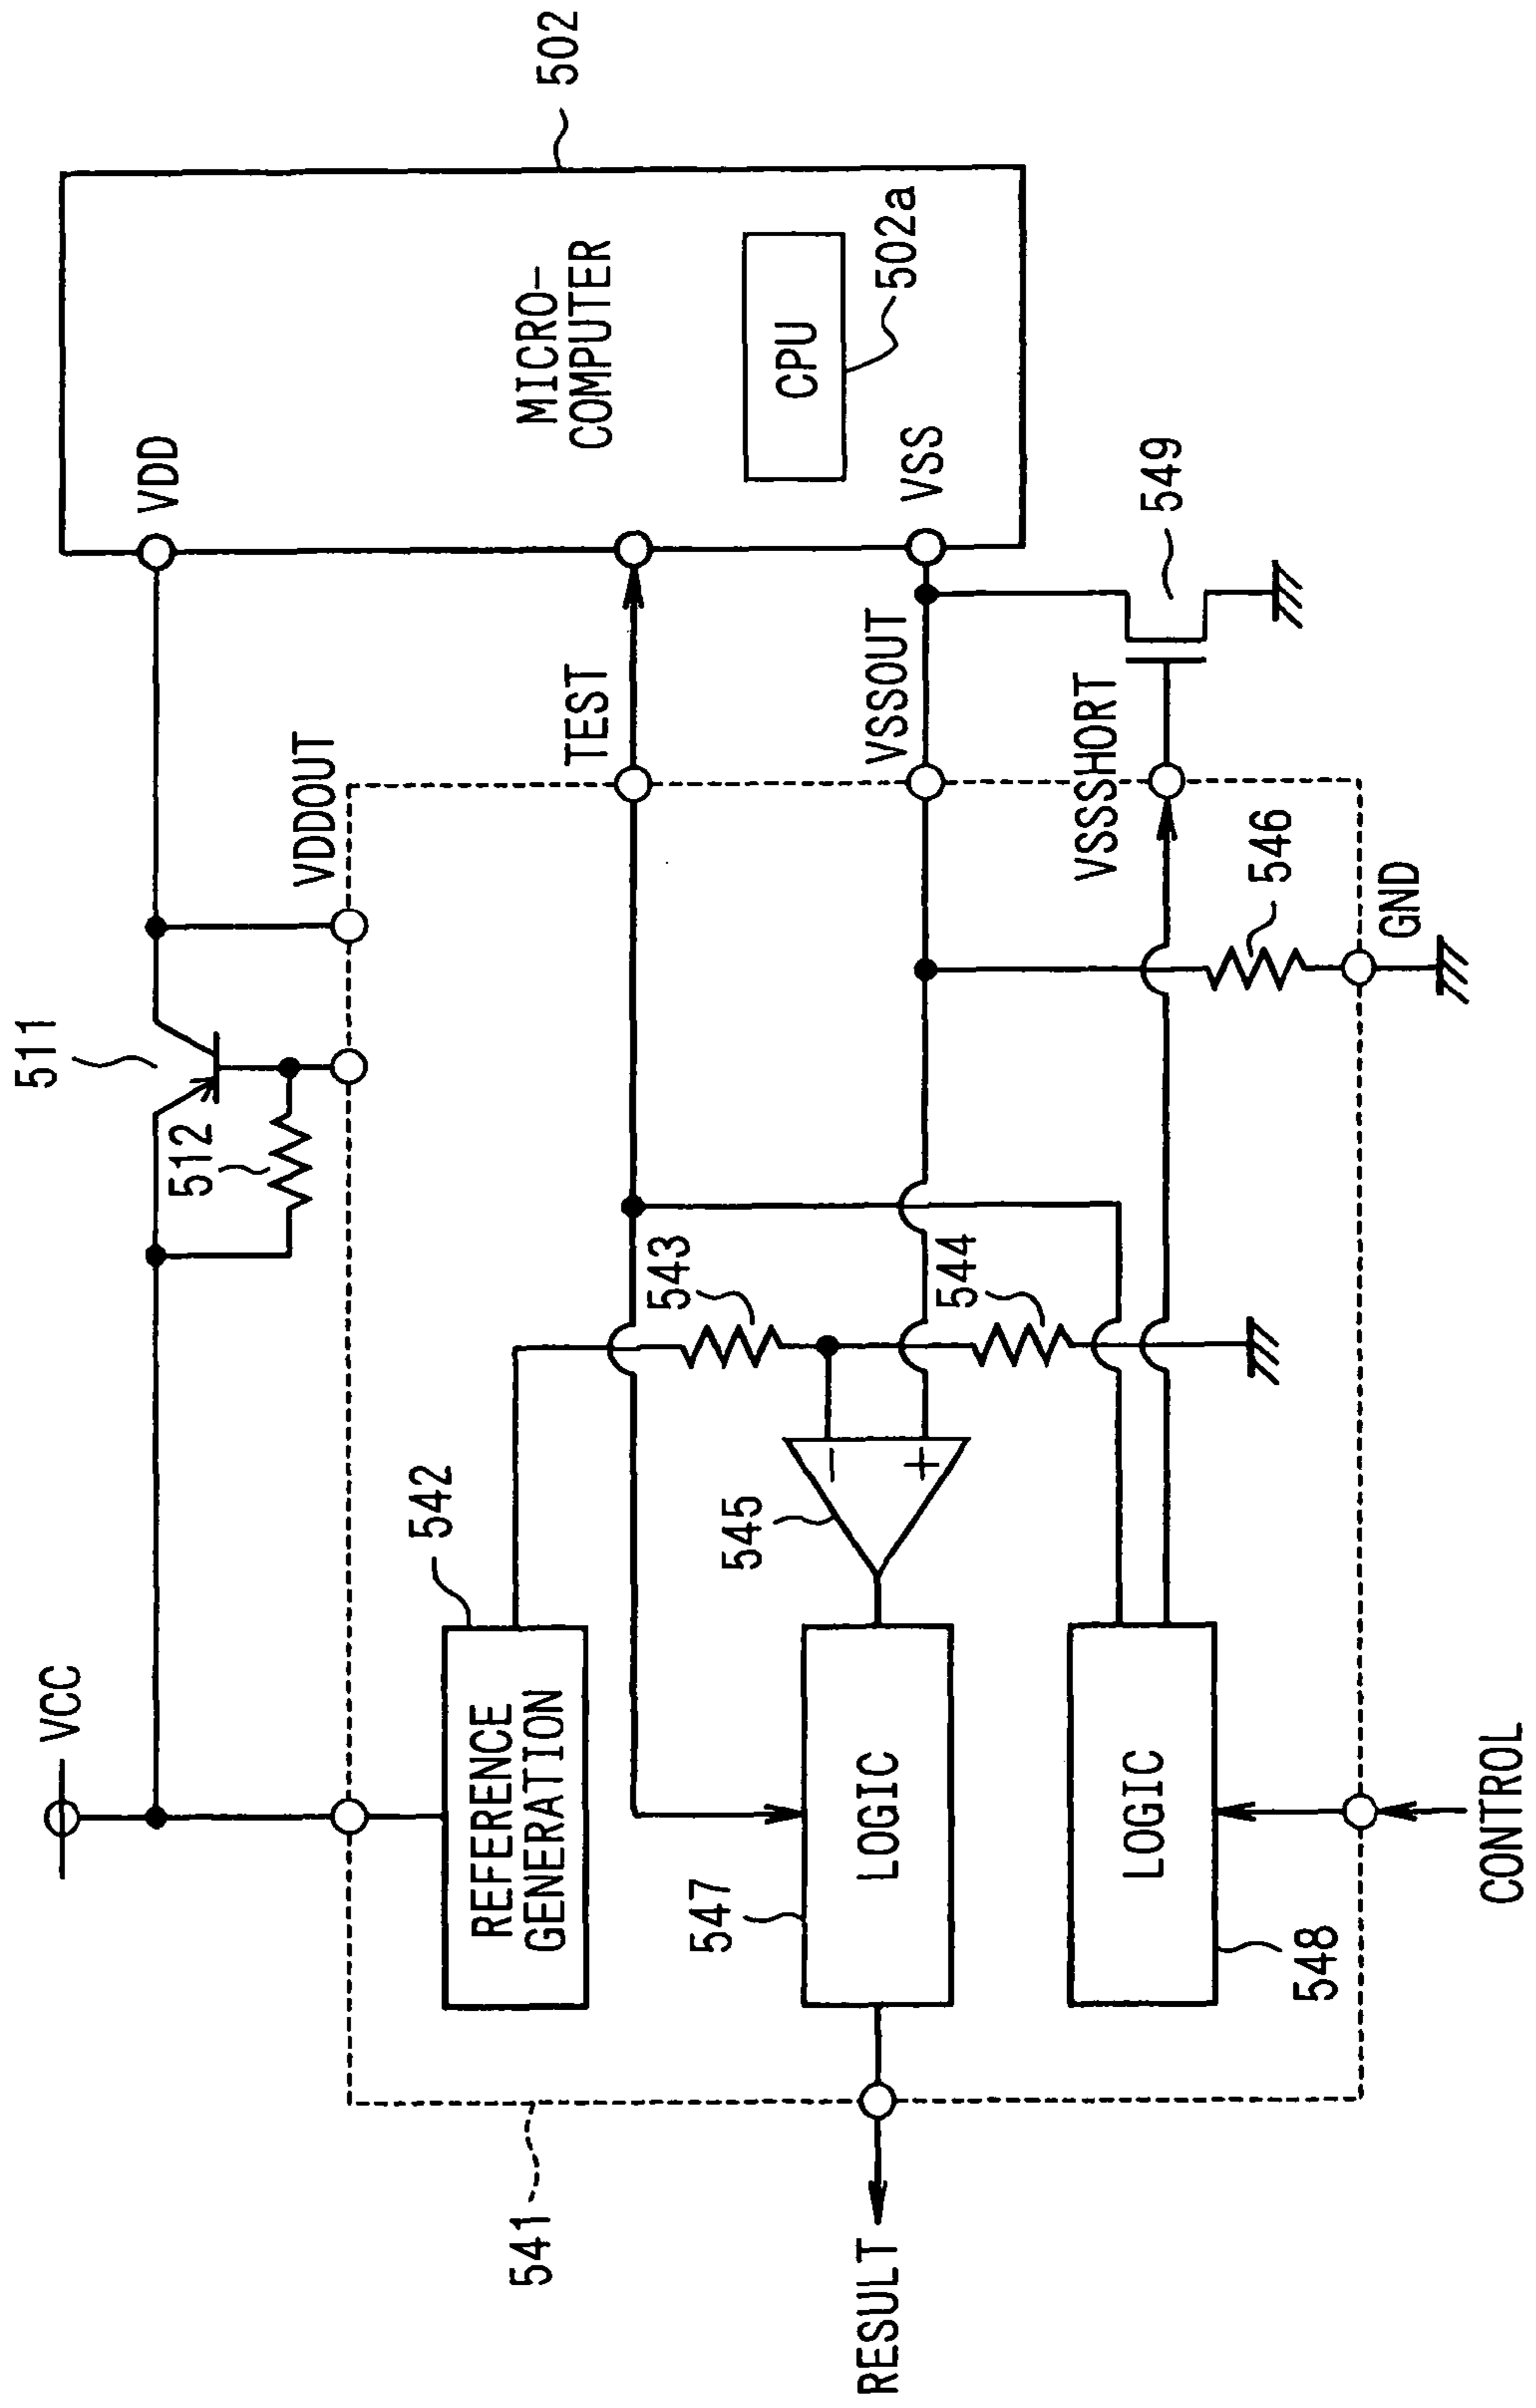 VCC
511
512
VDDOUT
VDD
502
MICRO-
COMPUTER
CPU
502a
VSS
TEST
VSSOUT
VSSSHORT
549
541
542
REFERENCE
GENERATION
543
544
545
546
GND
547
LOGIC
LOGIC
548
RESULT
CONTROL